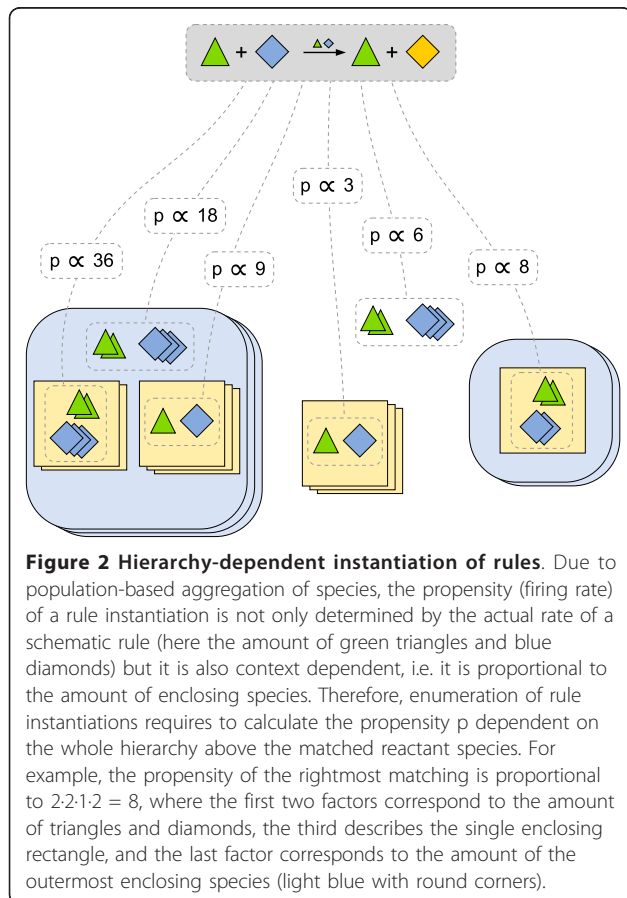 +
+
p ∝ 3
p ∝ 18
p ∝ 6
p ∝ 36
p ∝ 9
p ∝ 8
Figure 2 Hierarchy-dependent instantiation of rules. Due to
population-based aggregation of species, the propensity (firing
rate) of a rule instantiation is not only determined by the actual rate of a
schematic rule (here the amount of green triangles and blue
diamonds) but it is also context dependent, i.e. it is proportional to
the amount of enclosing species. Therefore, enumeration of rule
instantiations requires to calculate the propensity p dependent on
the whole hierarchy above the matched reactant species. For
example, the propensity of the rightmost matching is proportional
to 2·2·1·2 = 8, where the first two factors correspond to the amount
of triangles and diamonds, the third describes the single enclosing
rectangle, and the last factor corresponds to the amount of the
outermost enclosing species (light blue with round corners).